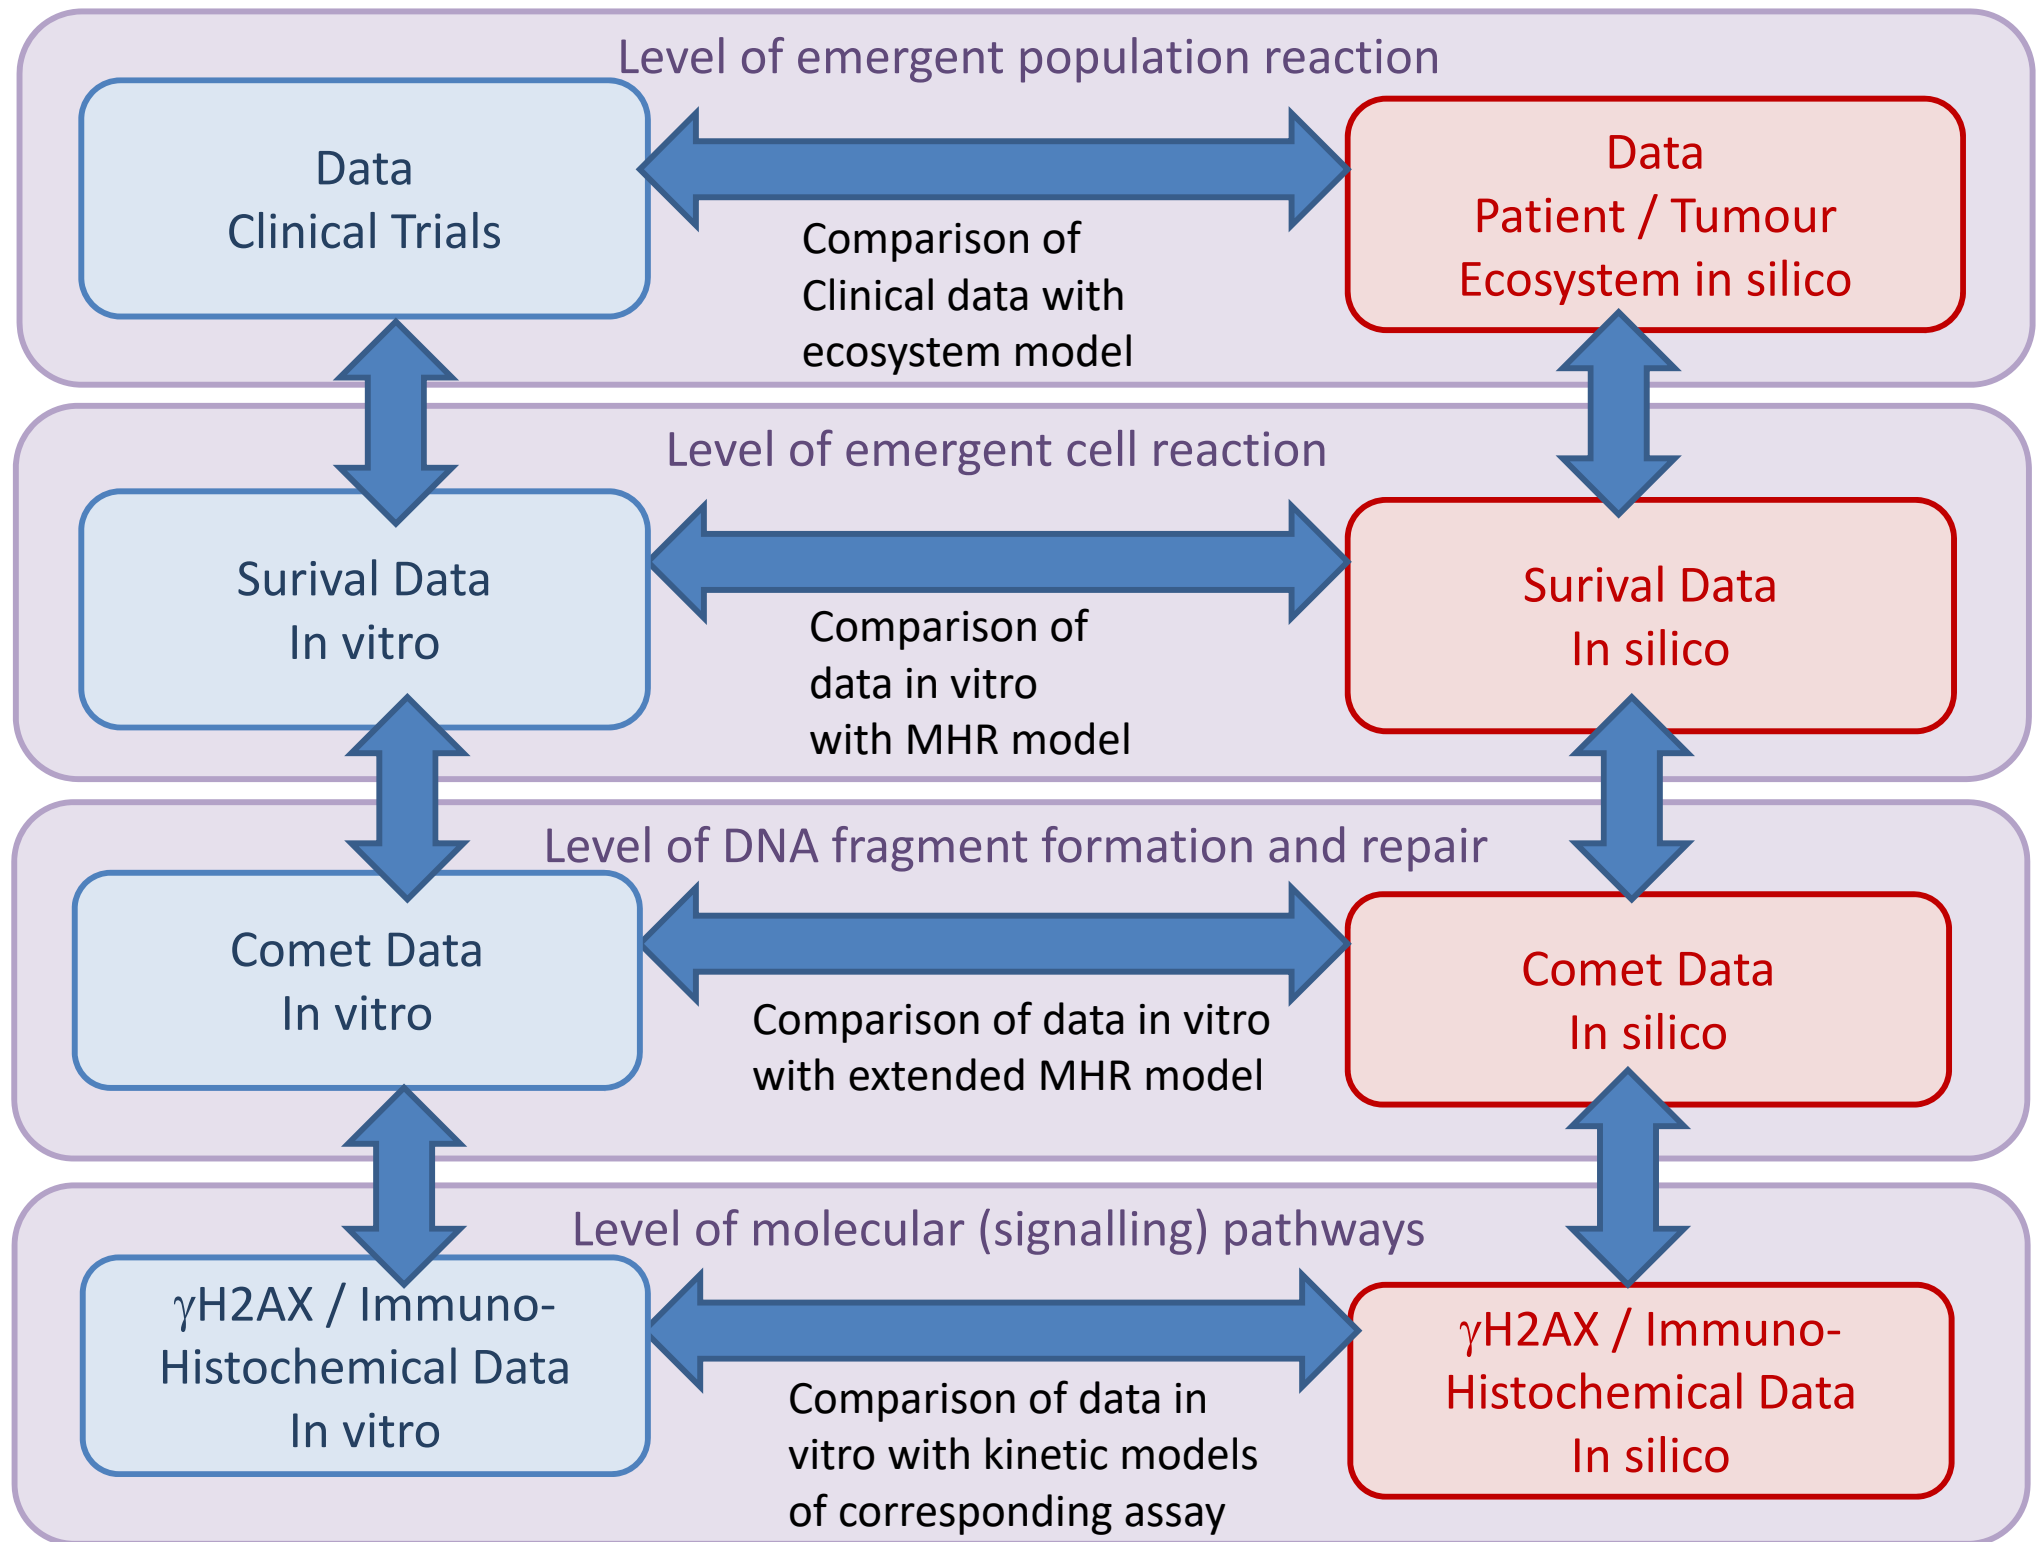 Level of emergent population reaction
Data
Clinical Trials
Comparison of
Clinical data with
ecosystem model
Data
Patient / Tumour
Ecosystem in silico
Level of emergent cell reaction
Surival Data
In vitro
Comparison of
data in vitro
with MHR model
Surival Data
In silico
Level of DNA fragment formation and repair
Comet Data
In vitro
Comparison of data in vitro
with extended MHR model
Comet Data
In silico
Level of molecular (signalling) pathways
γH2AX / Immuno-
Histochemical Data
In vitro
Comparison of data in
vitro with kinetic models
of corresponding assay
γH2AX / Immuno-
Histochemical Data
In silico